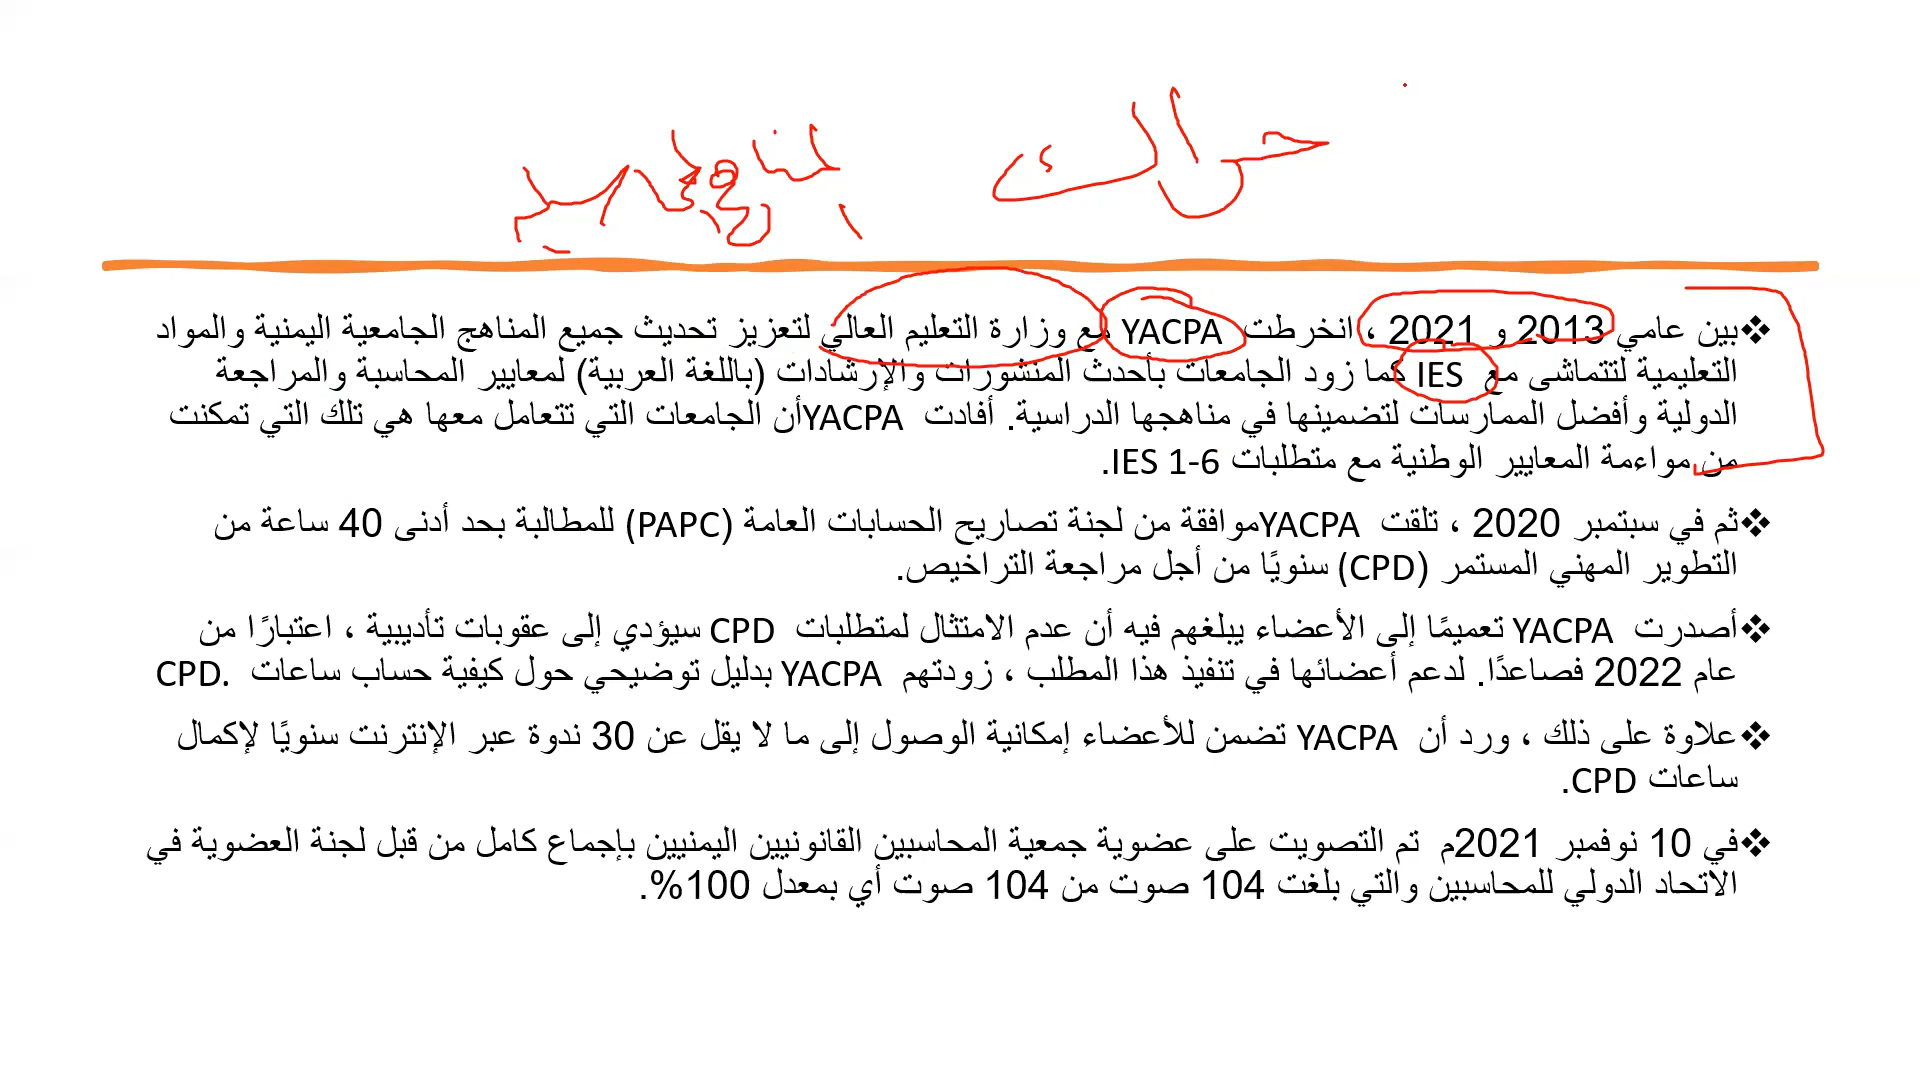 حراك
❖بين عامي 2013 و 2021 ، انخرطت YACPA مع وزارة التعليم العالي لتعزيز تحديث جميع المناهج الجامعية اليمنية والمواد
التعليمية لتتماشى مع IES كما زود الجامعات بأحدث المنشورات والإرشادات (باللغة العربية) لمعايير المحاسبة والمراجعة
الدولية وأفضل الممارسات لتضمينها في مناهجها الدراسية. أفادت YACPAأن الجامعات التي تتعامل معها هي تلك التي تمكنت
من مواءمة المعايير الوطنية مع متطلبات IES 1-6.
❖ثم في سبتمبر 2020 ، تلقت YACPAموافقة من لجنة تصاريح الحسابات العامة (PAPC) للمطالبة بحد أدنى 40 ساعة من
التطوير المهني المستمر (CPD) سنويًا من أجل مراجعة التراخيص.
❖أصدرت YACPA تعميمًا إلى الأعضاء يبلغهم فيه أن عدم الامتثال لمتطلبات CPD سيؤدي إلى عقوبات تأديبية ، اعتبارًا من
عام 2022 فصاعدًا. لدعم أعضائها في تنفيذ هذا المطلب ، زودتهم YACPA بدليل توضيحي حول كيفية حساب ساعات CPD.
❖علاوة على ذلك ، ورد أن YACPA تضمن للأعضاء إمكانية الوصول إلى ما لا يقل عن 30 ندوة عبر الإنترنت سنويًا لإكمال
ساعات CPD.
❖في 10 نوفمبر 2021م تم التصويت على عضوية جمعية المحاسبين القانونيين اليمنيين بإجماع كامل من قبل لجنة العضوية في
الاتحاد الدولي للمحاسبين والتي بلغت 104 صوت من 104 صوت أي بمعدل 100%.